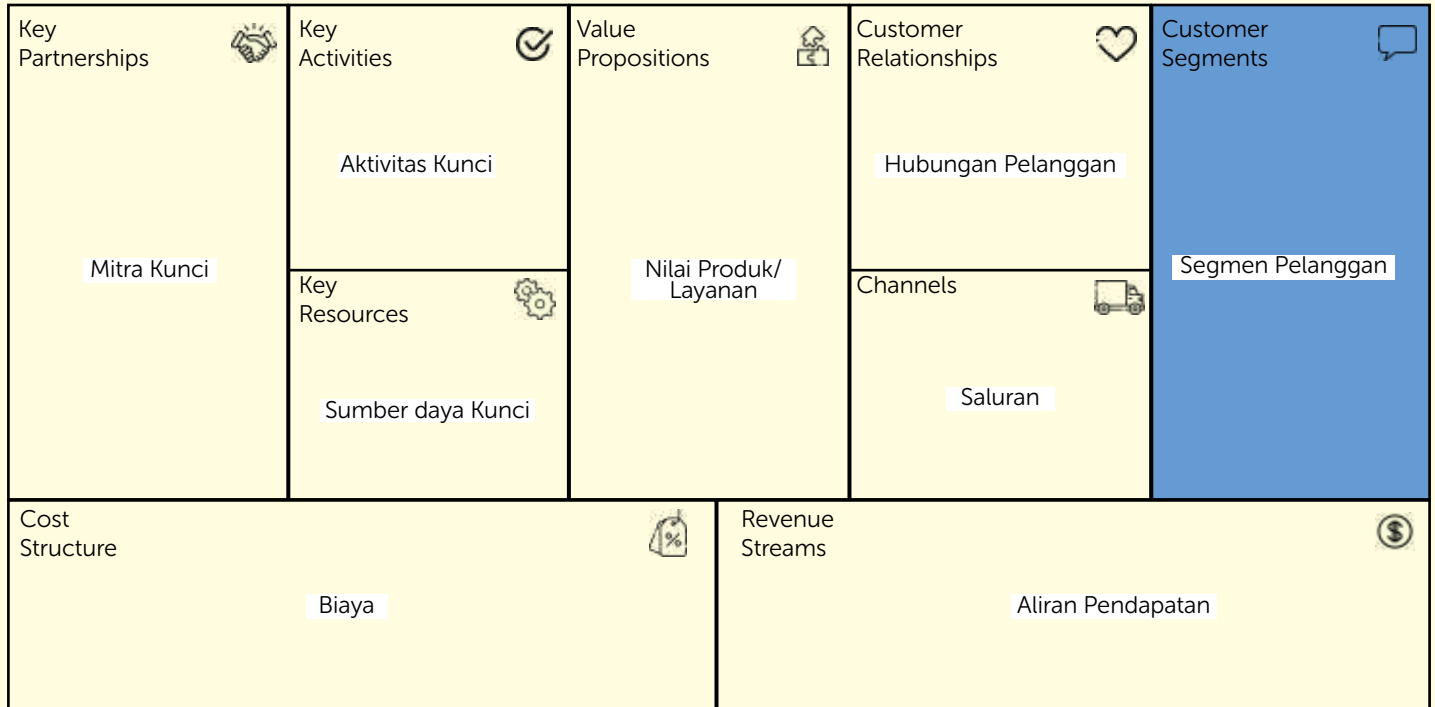 Key
Partnerships
Mitra Kunci
Key
Activities
Aktivitas Kunci
Key
Resources
Sumber daya Kunci
Value
Propositions
Nilai Produk/
Layanan
Customer
Relationships
Hubungan Pelanggan
Channels
Saluran
Customer
Segments
Segmen Pelanggan
Cost
Structure
%
Biaya
Revenue
Streams
$
Aliran Pendapatan